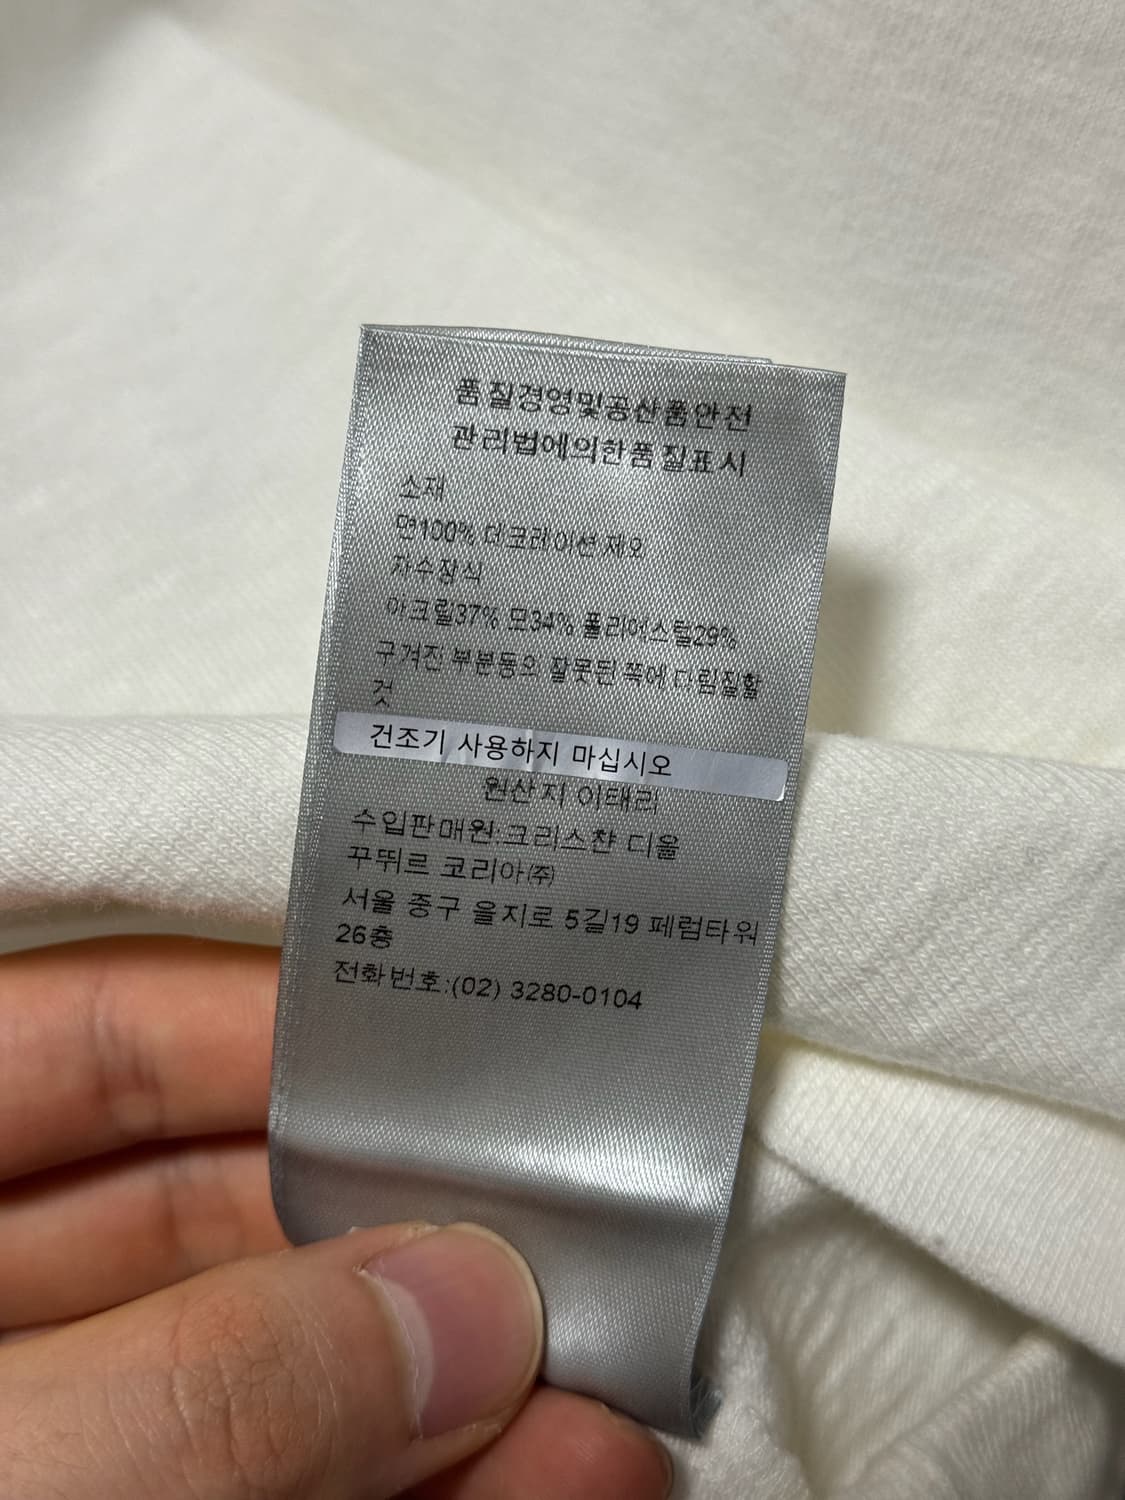 품질경영및공산품안전
관리법에의한품질표시
소재
면100% 데코레이션 제외
자수장식
아크릴37% 모34% 폴리에스텔29%
구겨진 부분등의 잘못된 쪽에 다림질할
것
건조기 사용하지 마십시오
원산지 이태리
수입판매원:크리스챤 디올
꾸뛰르 코리아㈜
서울 중구 을지로 5길19 페럼타워
26층
전화번호:(02) 3280-0104